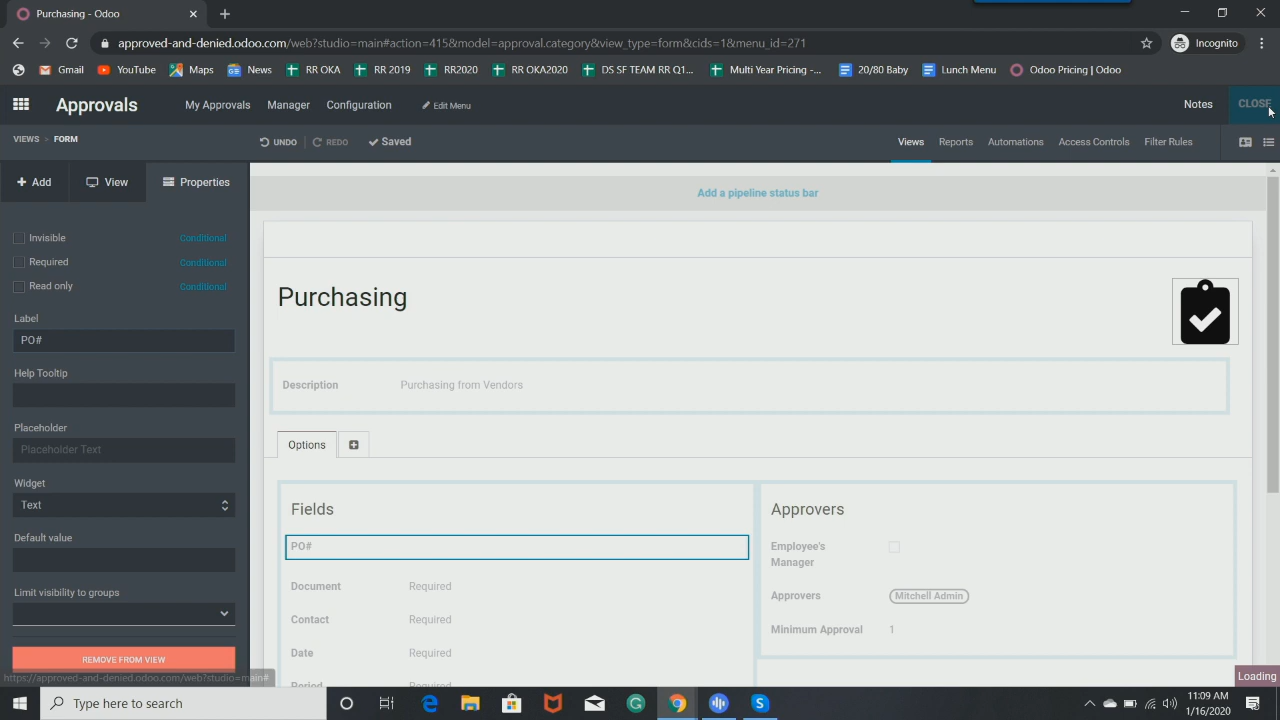 Purchasing - Odoo
approved-and-denied.odoo.com/web?studio=main#action=415&model=approval.category&view_type=form&cids=1&menu_id=271
Incognito
Gmail YouTube Maps News RR OKA RR 2019 RR2020 RR OKA2020 DS SF TEAM RR Q1... Multi Year Pricing -... 20/80 Baby Lunch Menu Odoo Pricing | Odoo
Approvals My Approvals Manager Configuration Edit Menu Notes CLOSE
VIEWS > FORM UNDO REDO Saved Views Reports Automations Access Controls Filter Rules
Add View Properties
Add a pipeline status bar
Invisible Conditional
Required Conditional
Read only Conditional
Label
PO#
Help Tooltip
Placeholder
Placeholder Text
Widget
Text
Default value
Limit visibility to groups
REMOVE FROM VIEW
https://approved-and-denied.odoo.com/web?studio=main#
Purchasing
Description Purchasing from Vendors
Options
Fields
PO#
Document Required
Contact Required
Date Required
Period Required
Approvers
Employee's
Manager
Approvers Mitchell Admin
Minimum Approval 1
Loading
Type here to search
11:09 AM
1/16/2020